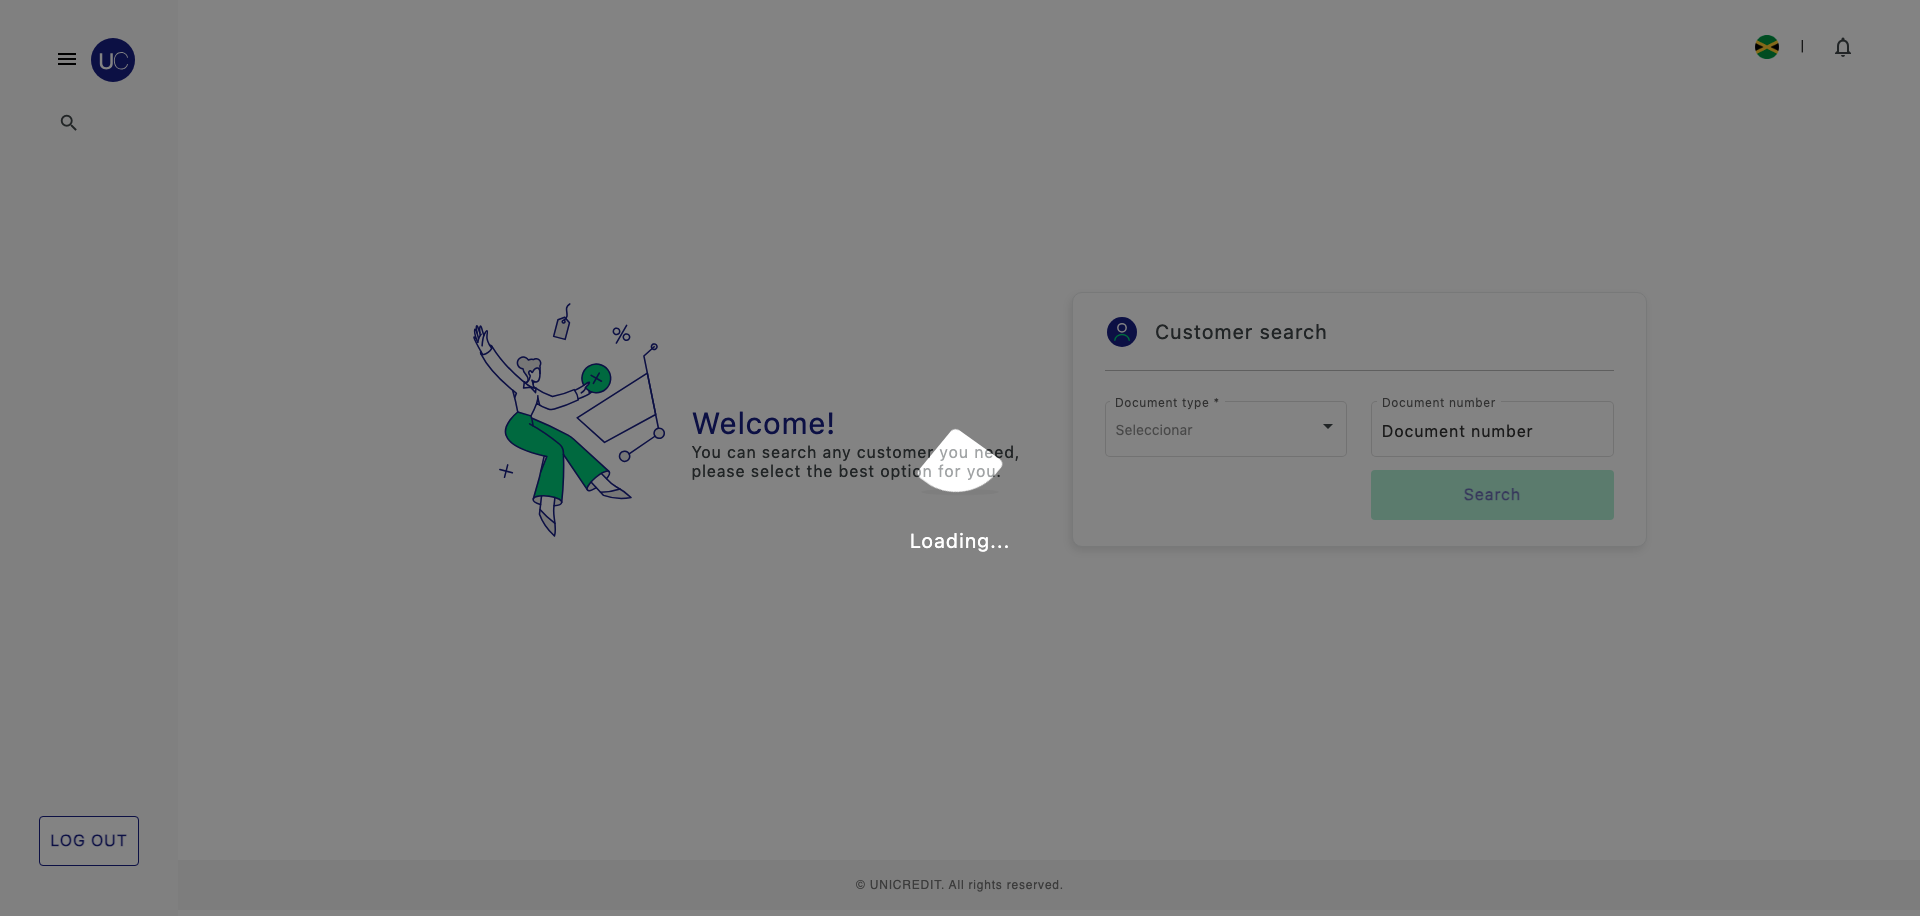 UC
Welcome!
You can search any customer you need,
please select the best option for you.
Loading...
Customer search
Document type *
Seleccionar
Document number
Document number
Search
LOG OUT
© UNICREDIT. All rights reserved.